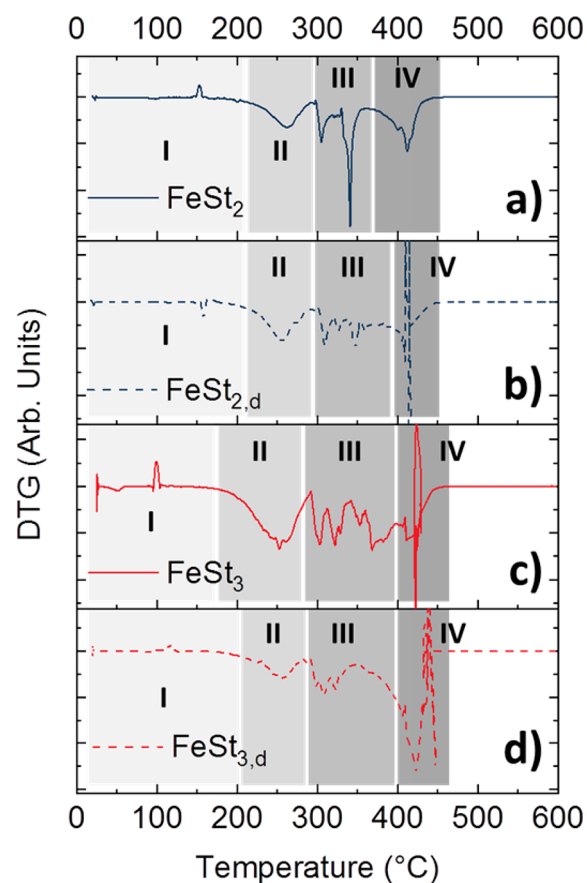 0 100 200 300 400 500 600
III IV
I II
FeSt₂ a)
II III IV
I
FeSt₂,d b)
II III IV
I
FeSt₃ c)
II III IV
I
FeSt₃,d d)
DTG (Arb. Units)
0 100 200 300 400 500 600
Temperature (°C)